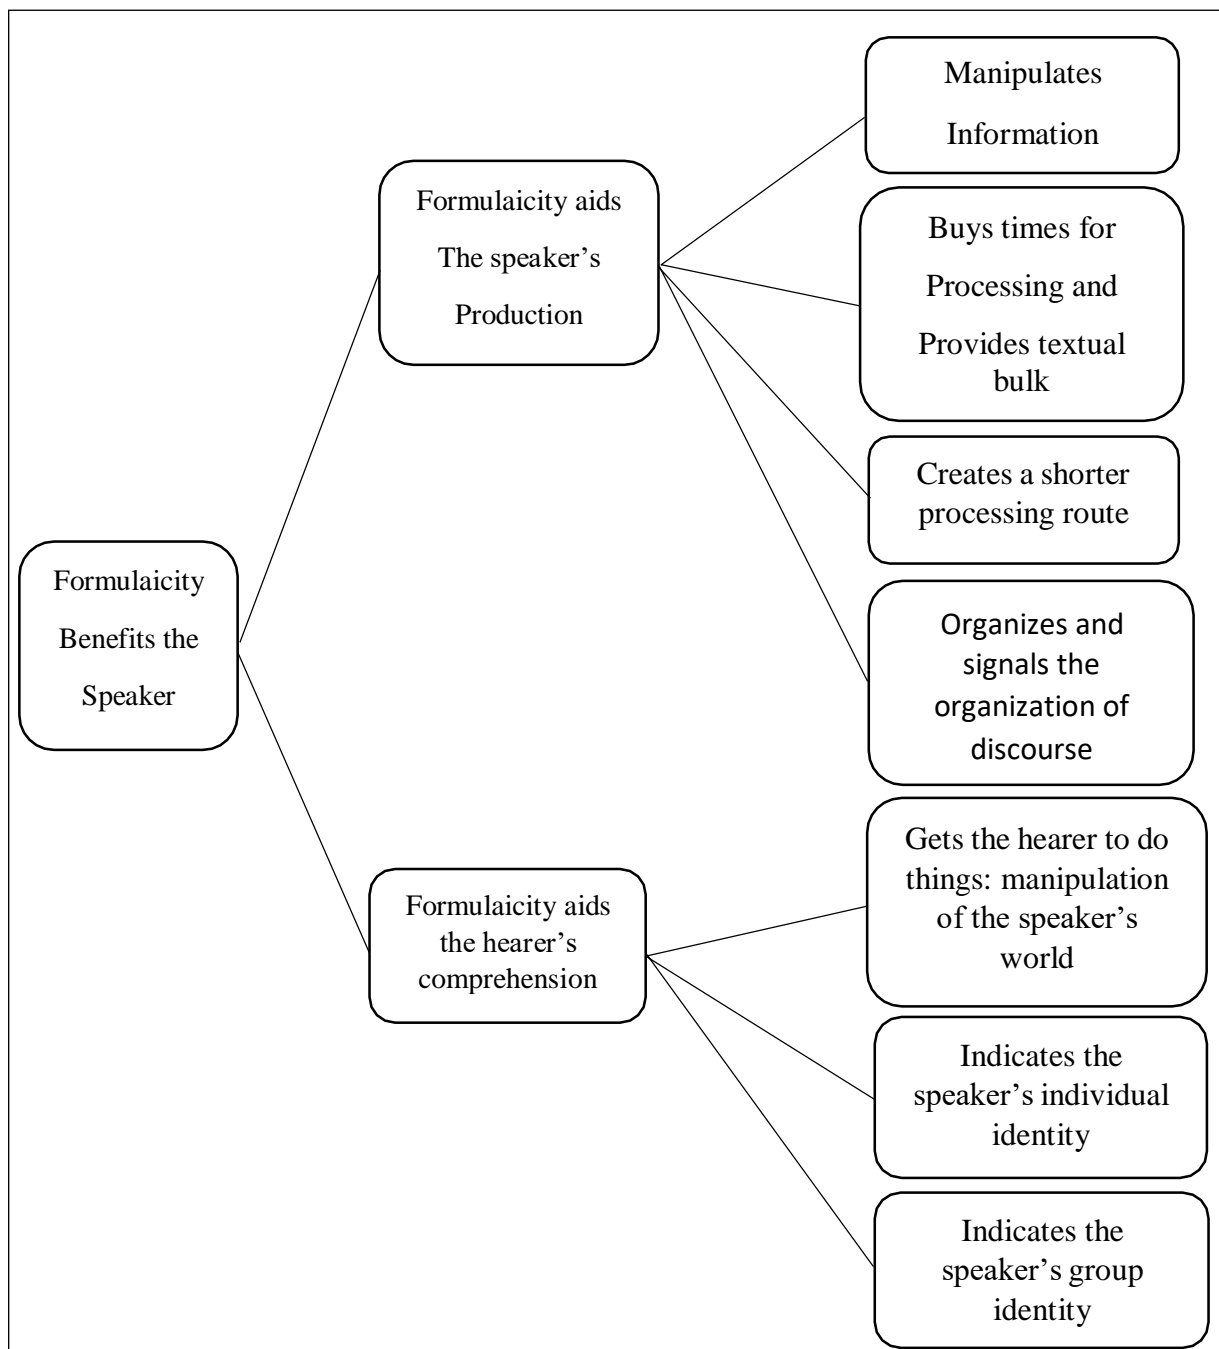 Formulaicity
Benefits the
Speaker
Formulaicity aids
The speaker’s
Production
Manipulates
Information
Buys times for
Processing and
Provides textual
bulk
Creates a shorter
processing route
Organizes and
signals the
organization of
discourse
Formulaicity aids
the hearer’s
comprehension
Gets the hearer to do
things: manipulation
of the speaker’s
world
Indicates the
speaker’s individual
identity
Indicates the
speaker’s group
identity